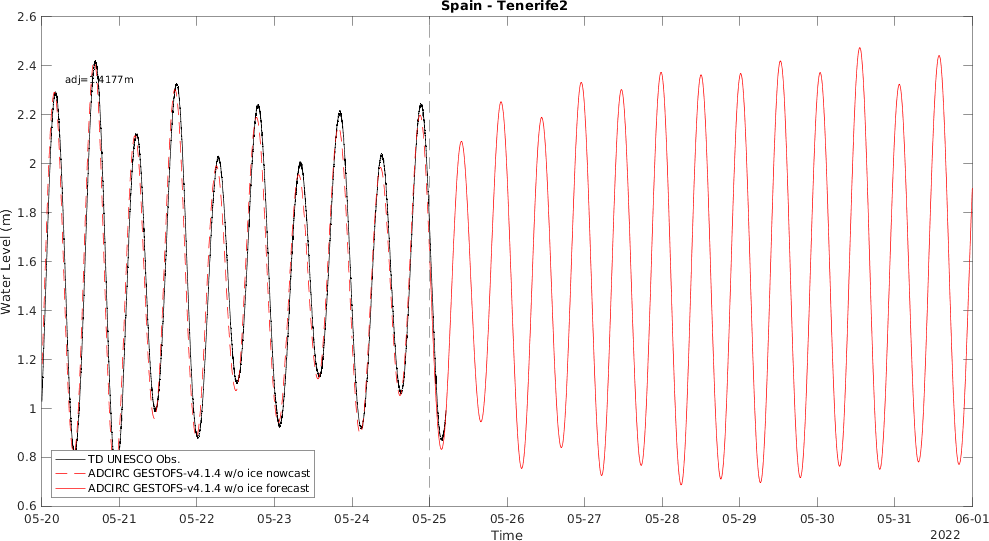 Spain - Tenerife2
2.6
2.4
2.2
2
1.8
1.6
1.4
1.2
1
0.8
0.6
Water Level (m)
adj=1.4177m
TD UNESCO Obs.
ADCIRC GESTOFS-v4.1.4 w/o ice nowcast
ADCIRC GESTOFS-v4.1.4 w/o ice forecast
05-20 05-21 05-22 05-23 05-24 05-25 05-26 05-27 05-28 05-29 05-30 05-31 06-01
Time
2022